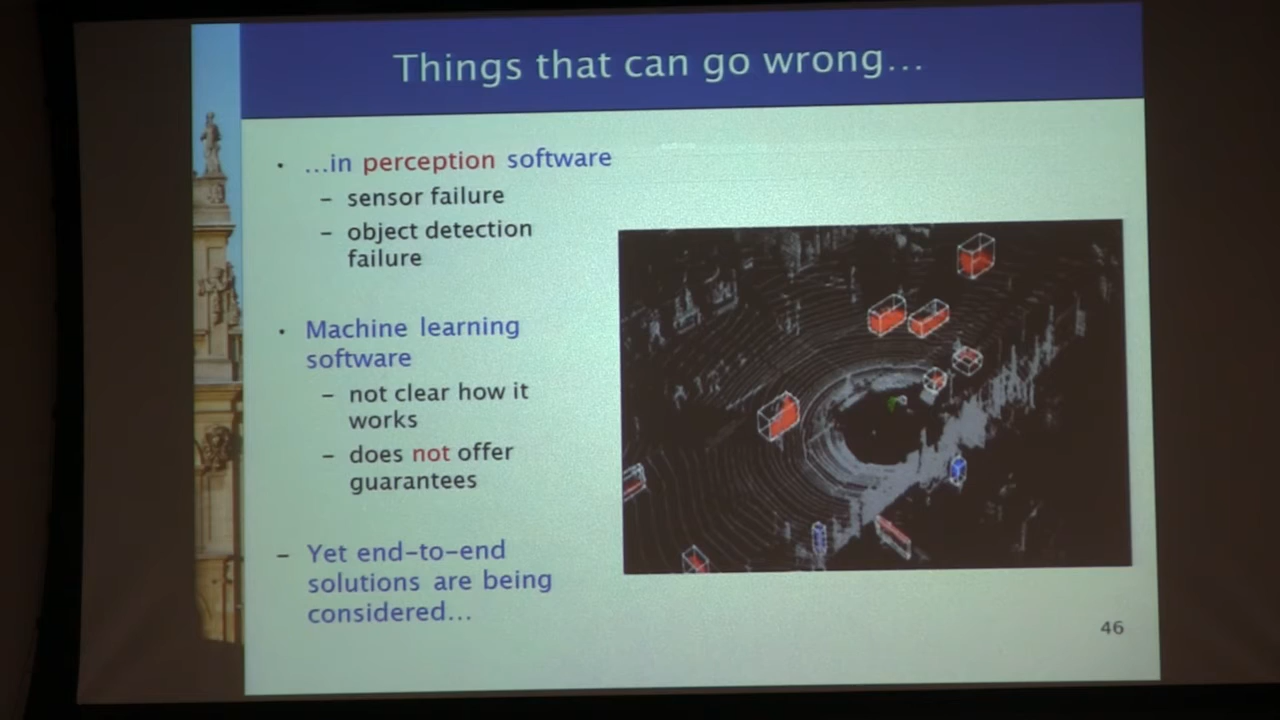 Things that can go wrong...
· ...in perception software
– sensor failure
– object detection
failure
· Machine learning
software
– not clear how it
works
– does not offer
guarantees
– Yet end-to-end
solutions are being
considered...
46